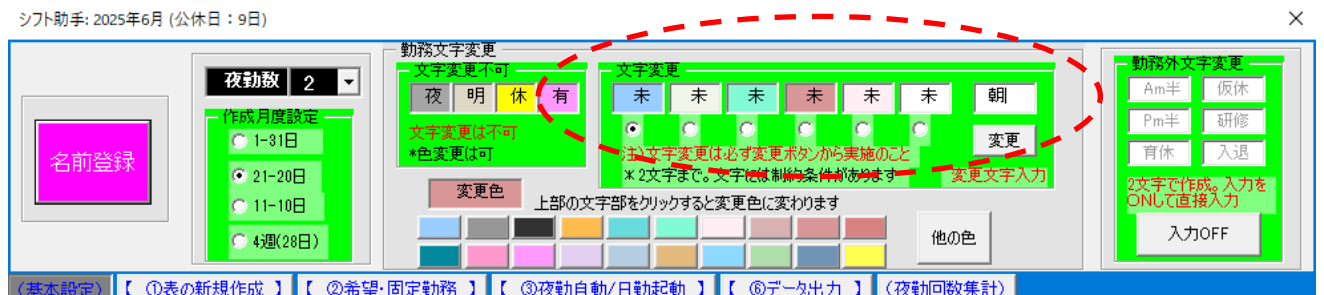 シフト助手: 2025年6月 (公休日：9日)
名前登録
夜勤数 2
作成月度設定
1-31日
21-20日
11-10日
4週(28日)
勤務文字変更
文字変更不可
夜 明 休 有
文字変更は不可
*色変更は可
文字変更
未 未 未 未 未 未 朝
変更
注)文字変更は必ず変更ボタンから実施のこと
＊2文字まで。文字には制約条件があります
変更文字入力
変更色
上部の文字部をクリックすると変更色に変わります
他の色
勤務外文字変更
Am半 仮休
Pm半 研修
育休 入退
2文字で作成。入力を
ONして直接入力
入力OFF
(基本設定) 【 ①表の新規作成 】 【 ②希望･固定勤務 】 【 ③夜勤自動/日勤起動 】 【 ⑥データ出力 】 (夜勤回数集計)